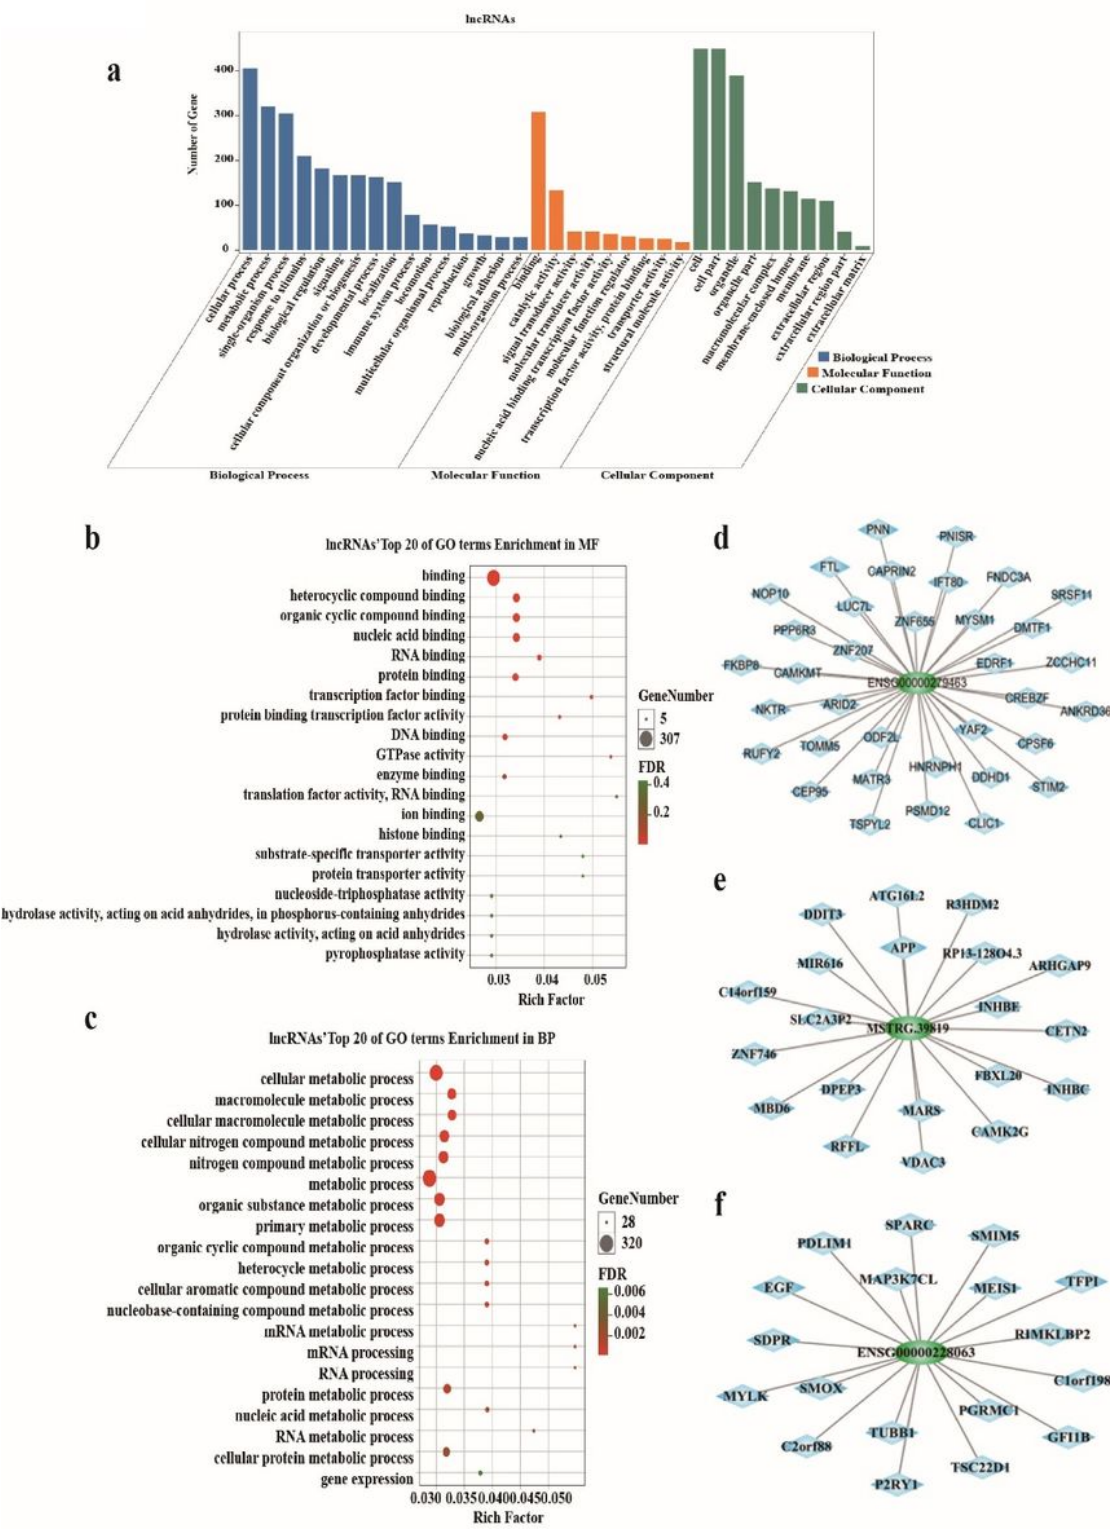 lncRNAs
a
Number of Gene
400
300
200
100
0
cellular process
metabolic process
single-organism process
response to stimulus
biological regulation
signaling
cellular component organization or biogenesis
developmental process
localization
immune system process
locomotion
multicellular organismal process
reproduction
growth
biological adhesion
multi-organism process
binding
catalytic activity
signal transducer activity
molecular transducer activity
nucleic acid binding transcription factor activity
molecular function regulator
transcription factor activity, protein binding
transporter activity
structural molecule activity
cell
cell part
organelle
organelle part
macromolecular complex
membrane-enclosed lumen
membrane
extracellular region
extracellular region part
extracellular matrix
Biological Process
Molecular Function
Cellular Component
Biological Process
Molecular Function
Cellular Component
b
lncRNAs'Top 20 of GO terms Enrichment in MF
binding
heterocyclic compound binding
organic cyclic compound binding
nucleic acid binding
RNA binding
protein binding
transcription factor binding
protein binding transcription factor activity
DNA binding
GTPase activity
enzyme binding
translation factor activity, RNA binding
ion binding
histone binding
substrate-specific transporter activity
protein transporter activity
nucleoside-triphosphatase activity
hydrolase activity, acting on acid anhydrides, in phosphorus-containing anhydrides
hydrolase activity, acting on acid anhydrides
pyrophosphatase activity
0.03 0.04 0.05
Rich Factor
GeneNumber
5
307
FDR
0.4
0.2
c
lncRNAs'Top 20 of GO terms Enrichment in BP
cellular metabolic process
macromolecule metabolic process
cellular macromolecule metabolic process
cellular nitrogen compound metabolic process
nitrogen compound metabolic process
metabolic process
organic substance metabolic process
primary metabolic process
organic cyclic compound metabolic process
heterocycle metabolic process
cellular aromatic compound metabolic process
nucleobase-containing compound metabolic process
mRNA metabolic process
mRNA processing
RNA processing
protein metabolic process
nucleic acid metabolic process
RNA metabolic process
cellular protein metabolic process
gene expression
0.030 0.035 0.040 0.045 0.050
Rich Factor
GeneNumber
28
320
FDR
0.006
0.004
0.002
d
PNN
PNISR
FTL
CAPRIN2
IFT80
FNDC3A
NOP10
SRSF11
LUC7L
ZNF655
MYSM1
DMTF1
PPP6R3
ZNF207
FKBP8
CAMKMT
EDRF1
ZCCHC11
ENSG00000279463
NKTR
ARID2
CREBZF
ANKRD36
RUFY2
TOMM5
ODF2L
YAF2
CPSF6
CEP95
MATR3
HNRNPH1
DDHD1
STIM2
TSPYL2
PSMD12
CLIC1
e
ATG16L2
DDIT3
R3HDM2
APP
MIR616
RP13-128O4.3
ARHGAP9
C14orf159
INHBE
SLC2A3P2
MSTRG.39819
CETN2
ZNF746
FBXL20
DPEP3
INHBC
MBD6
MARS
CAMK2G
RFFL
VDAC3
f
SPARC
PDLIM1
SMIM5
EGF
MAP3K7CL
MEIS1
TFPI
SDPR
RIMKLBP2
ENSG00000228063
MYLK
SMOX
C1orf198
PGRMC1
C2orf88
TUBB1
GFI1B
TSC22D1
P2RY1